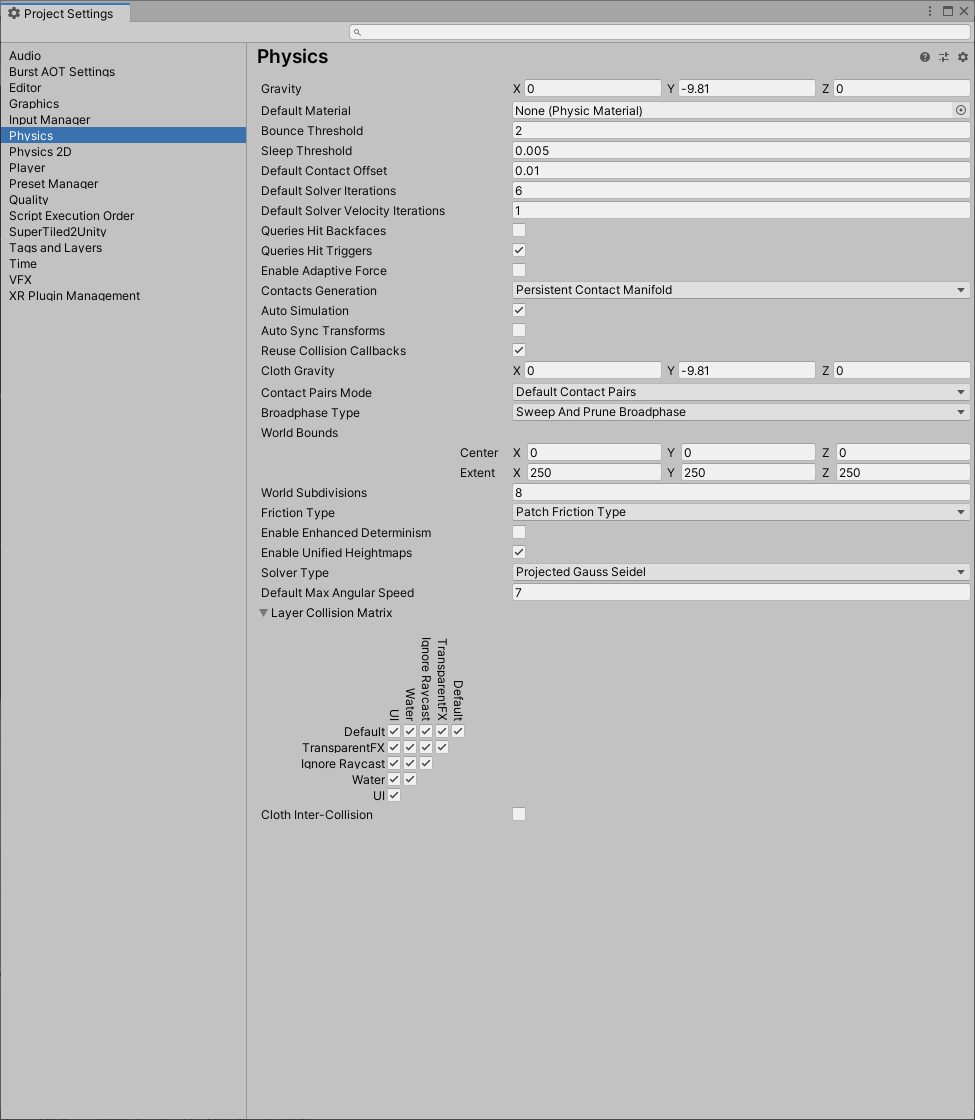 Project Settings
Audio
Burst AOT Settings
Editor
Graphics
Input Manager
Physics
Physics 2D
Player
Preset Manager
Quality
Script Execution Order
SuperTiled2Unity
Tags and Layers
Time
VFX
XR Plugin Management
Physics
Gravity X 0 Y -9.81 Z 0
Default Material None (Physic Material)
Bounce Threshold 2
Sleep Threshold 0.005
Default Contact Offset 0.01
Default Solver Iterations 6
Default Solver Velocity Iterations 1
Queries Hit Backfaces
Queries Hit Triggers
Enable Adaptive Force
Contacts Generation Persistent Contact Manifold
Auto Simulation
Auto Sync Transforms
Reuse Collision Callbacks
Cloth Gravity X 0 Y -9.81 Z 0
Contact Pairs Mode Default Contact Pairs
Broadphase Type Sweep And Prune Broadphase
World Bounds
Center X 0 Y 0 Z 0
Extent X 250 Y 250 Z 250
World Subdivisions 8
Friction Type Patch Friction Type
Enable Enhanced Determinism
Enable Unified Heightmaps
Solver Type Projected Gauss Seidel
Default Max Angular Speed 7
Layer Collision Matrix
UI
Water
Ignore Raycast
TransparentFX
Default
Default
TransparentFX
Ignore Raycast
Water
UI
Cloth Inter-Collision